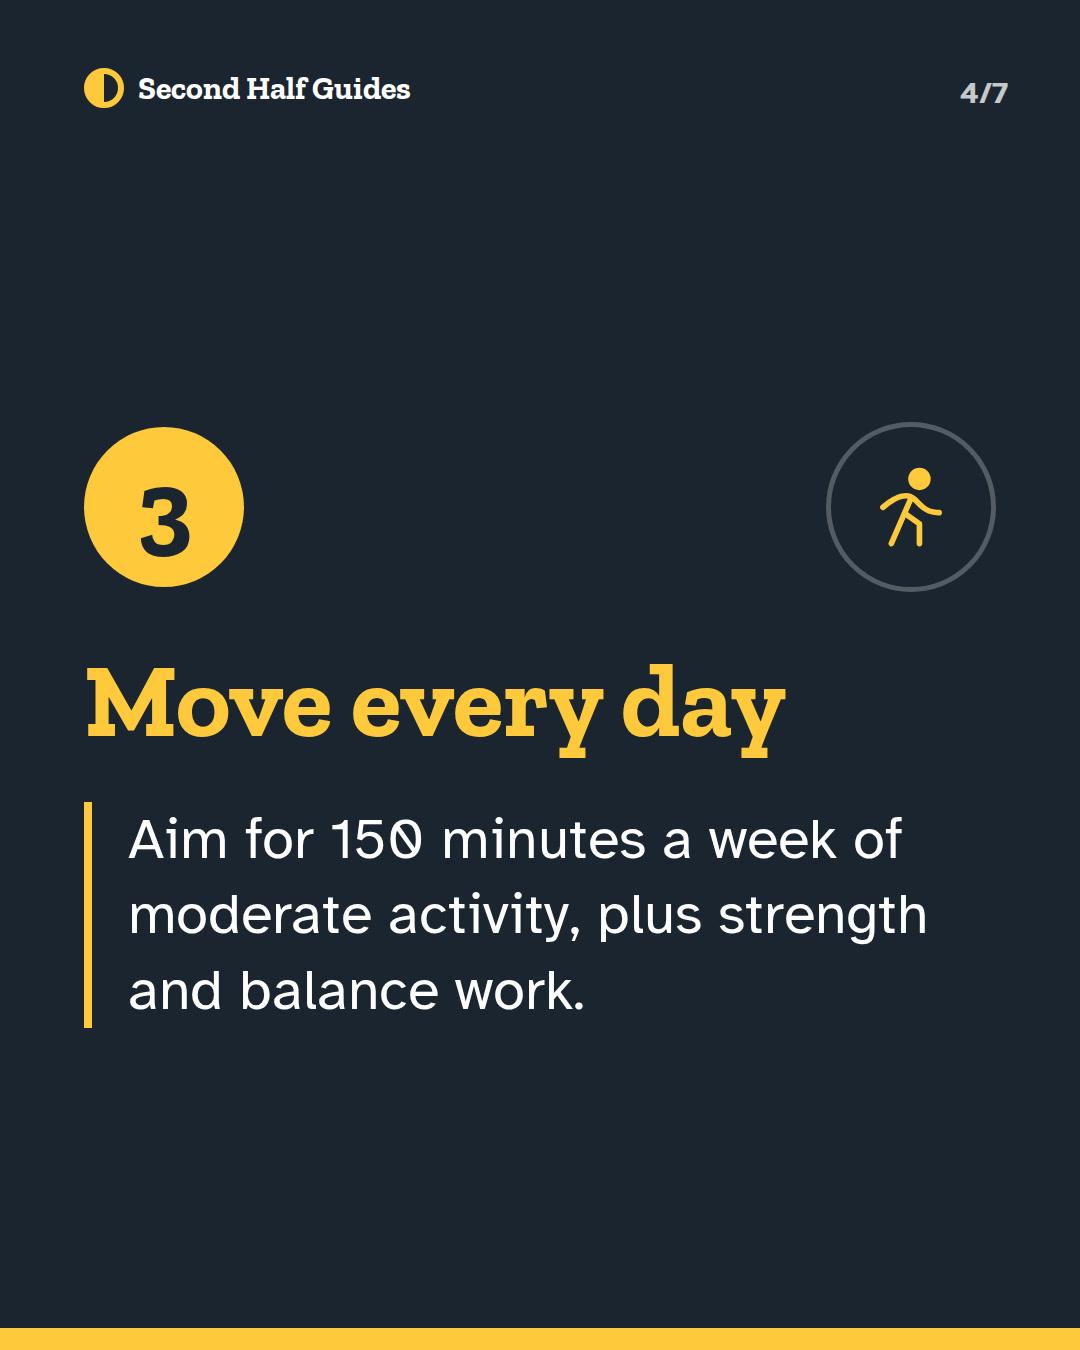 Second Half Guides
4/7
3
Move every day
Aim for 150 minutes a week of
moderate activity, plus strength
and balance work.